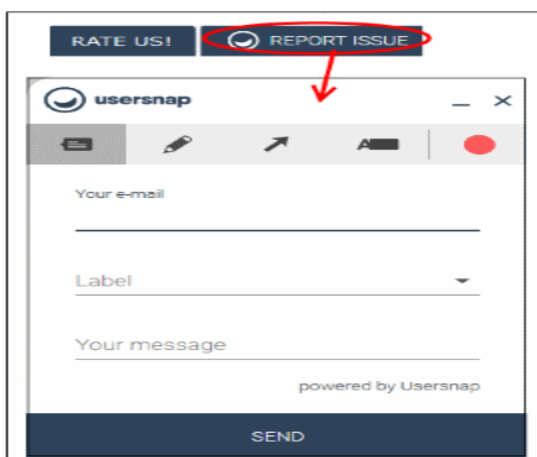 RATE US! REPORT ISSUE
usersnap
Your e-mail
Label
Your message
powered by Usersnap
SEND